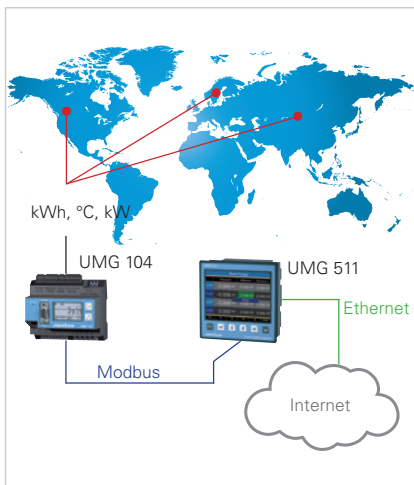 kWh, °C, kW
UMG 104
UMG 511
Ethernet
Modbus
Internet